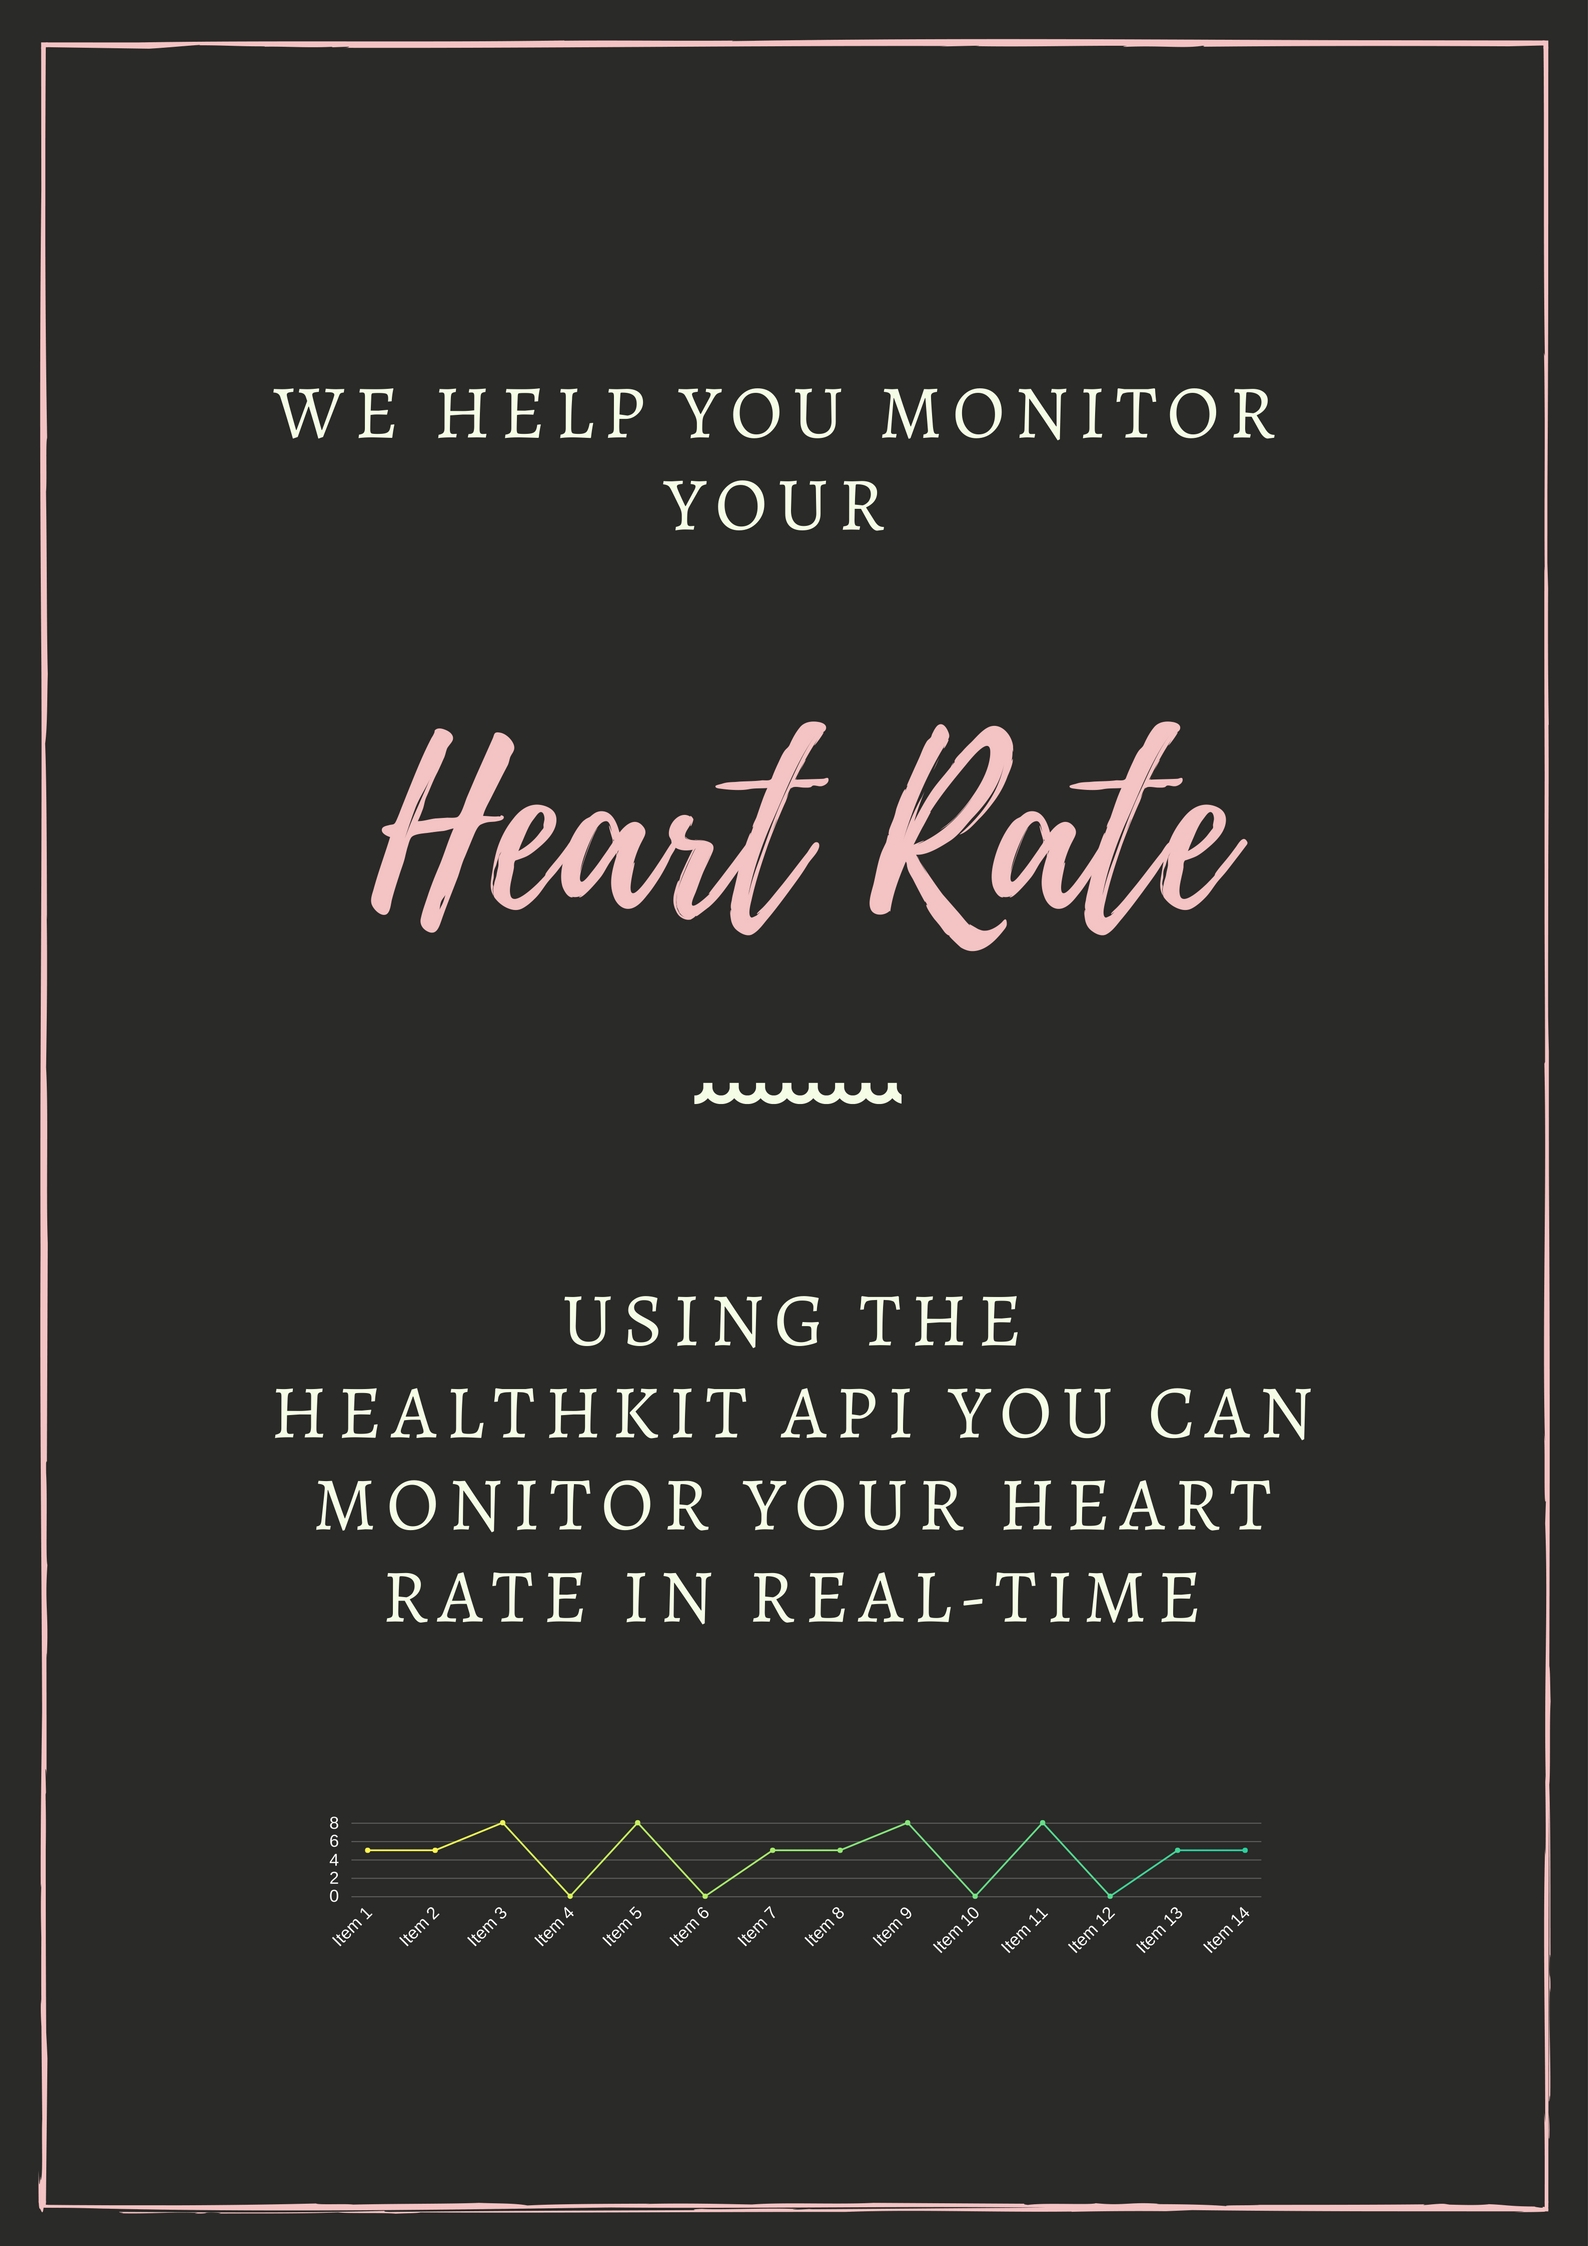 WE HELP YOU MONITOR
YOUR
Heart Rate
USING THE
HEALTHKIT API YOU CAN
MONITOR YOUR HEART
RATE IN REAL-TIME
8
6
4
2
0
Item 1 Item 2 Item 3 Item 4 Item 5 Item 6 Item 7 Item 8 Item 9 Item 10 Item 11 Item 12 Item 13 Item 14